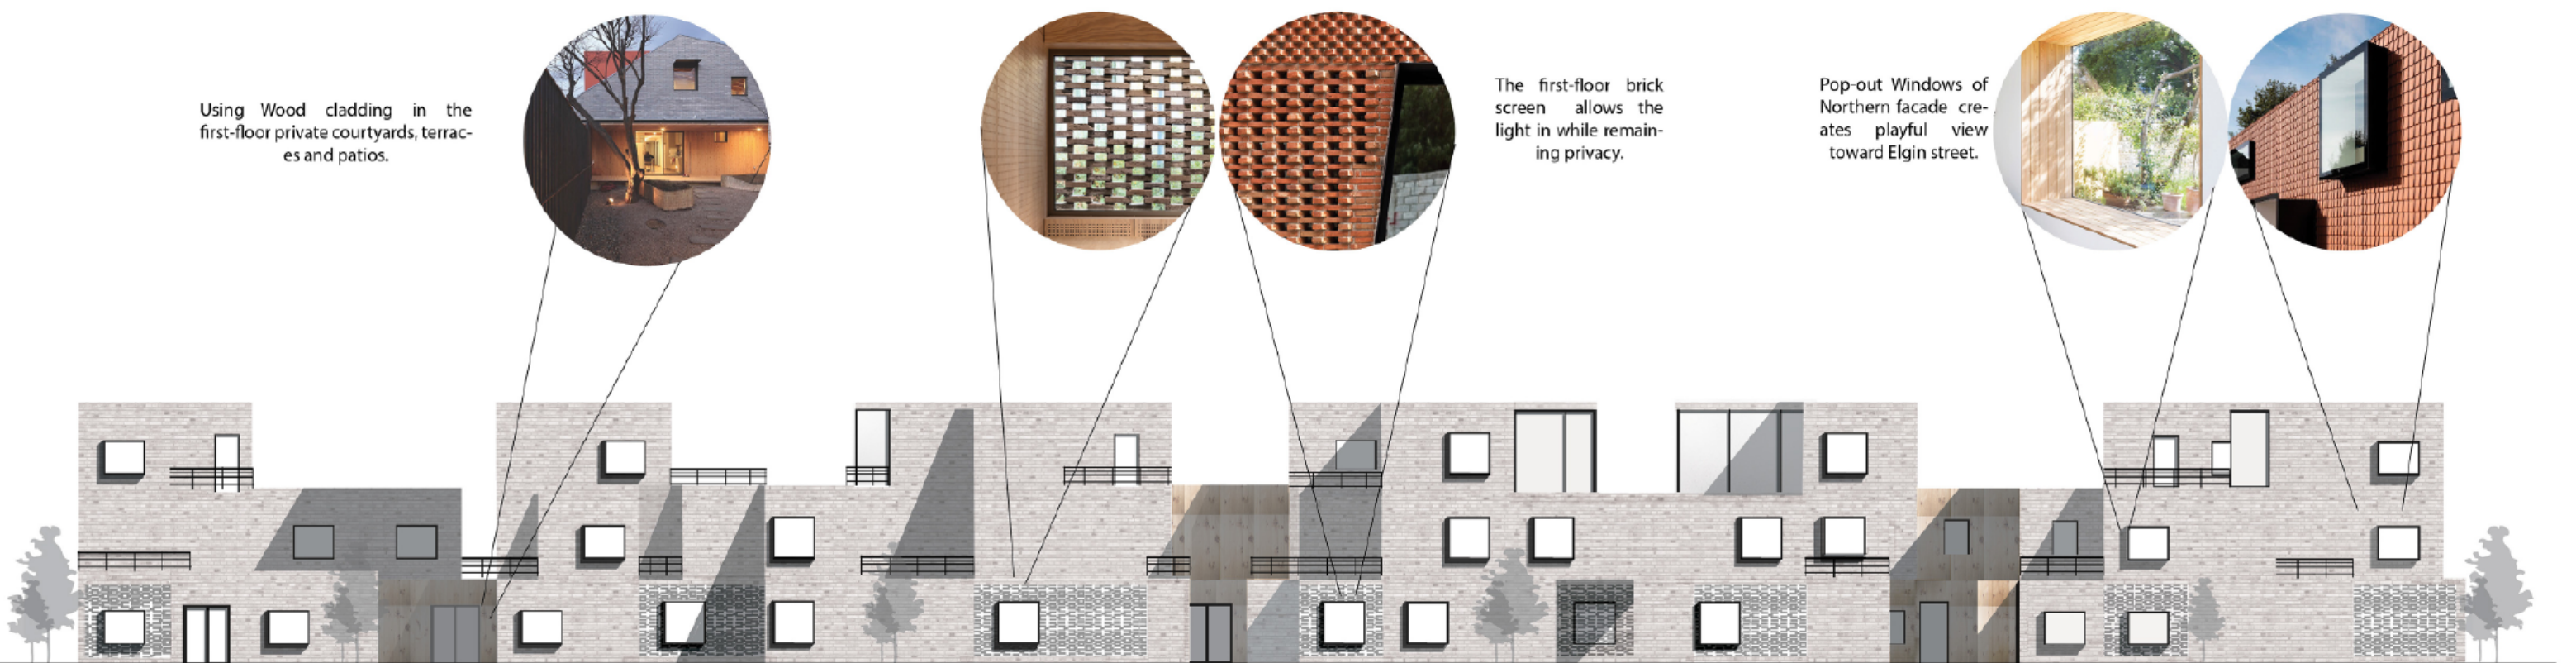 Using Wood cladding in the
first-floor private courtyards, terrac-
es and patios.
The first-floor brick
screen allows the
light in while remain-
ing privacy.
Pop-out Windows of
Northern facade cre-
ates playful view
toward Elgin street.